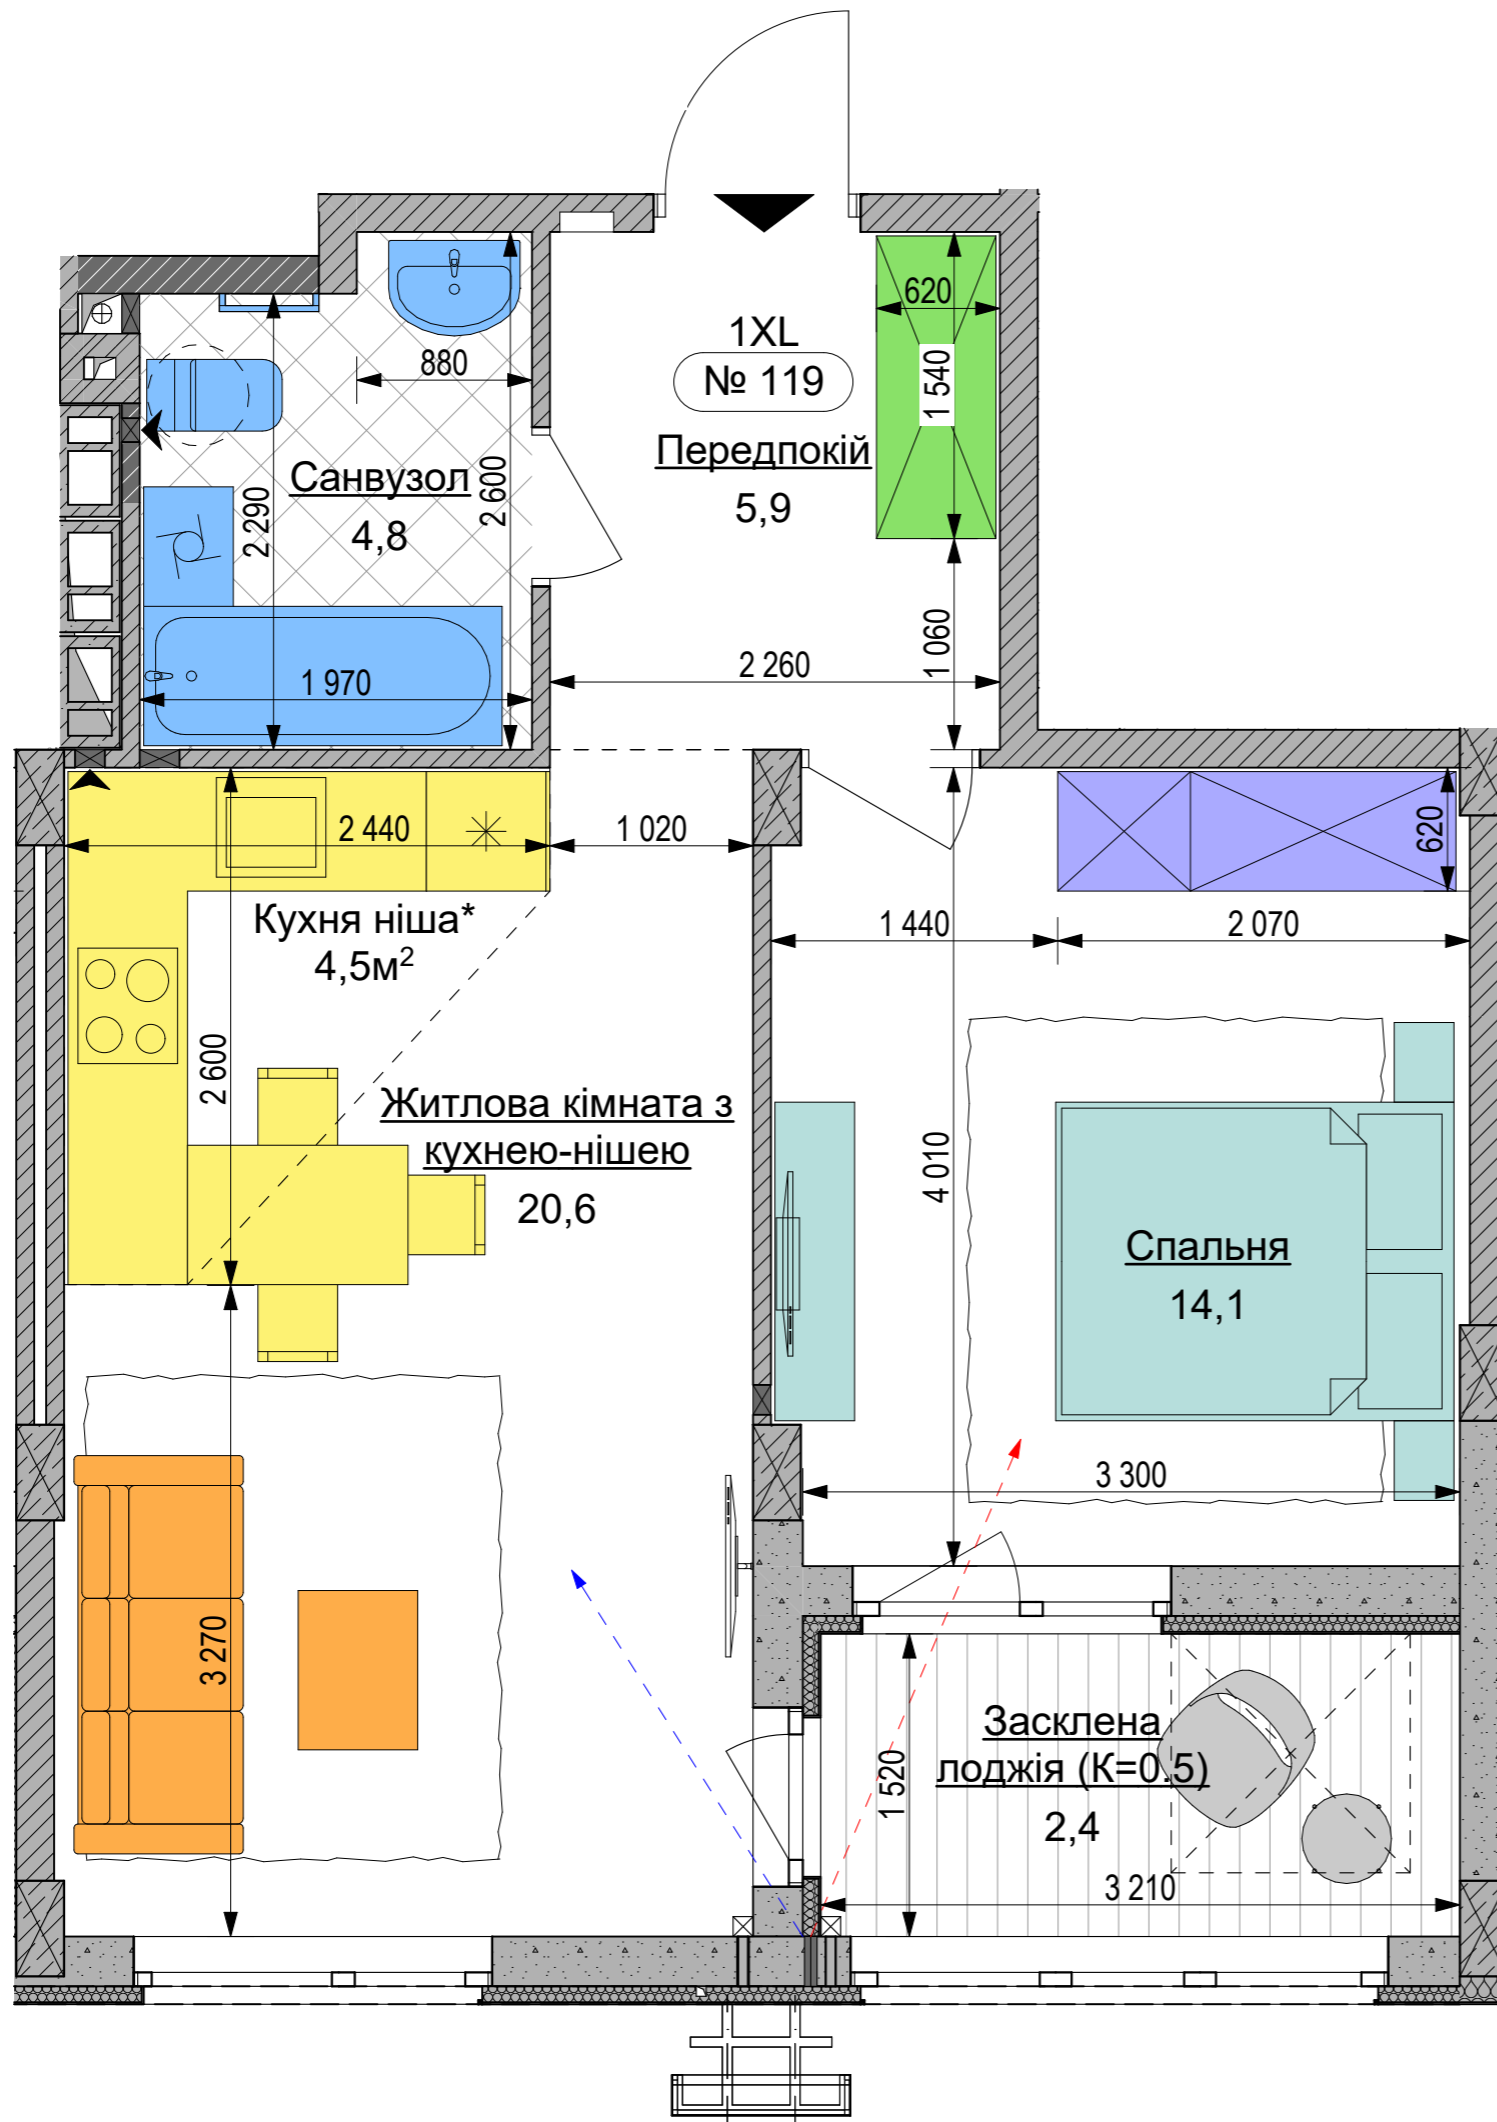 620
1XL
№ 119
880
1 540
Передпокій
5,9
Санвузол
4,8
2 290
2 600
1 060
2 260
1 970
2 440
1 020
620
Кухня ніша*
4,5м²
1 440
2 070
2 600
Житлова кімната з
кухнею-нішею
20,6
4 010
Спальня
14,1
3 300
3 270
Засклена
лоджія (К=0.5)
2,4
1 520
3 210